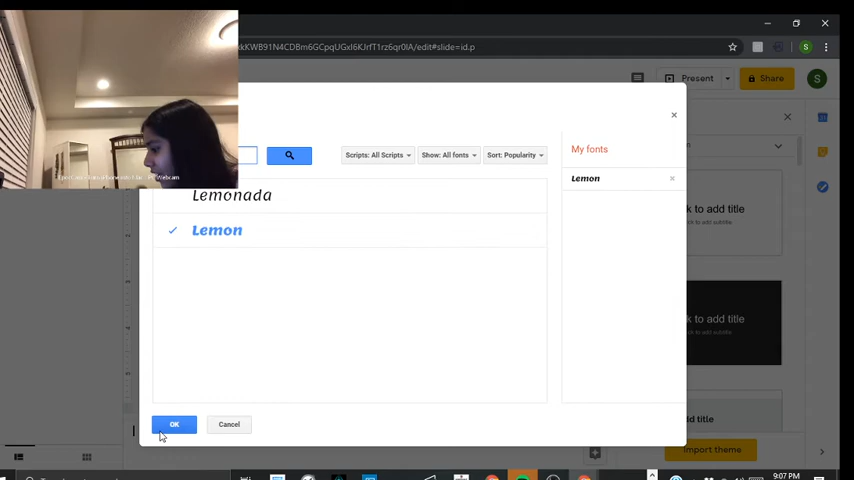 kKWB91N4CDBm6GCpqUGxl6KJrfT1rz6qr0IA/edit#slide=id.p
S
Present
Share
S
Scripts: All Scripts
Show: All fonts
Sort: Popularity
My fonts
Lemon
Lemonada
Lemon
OK
Cancel
k to add title
k to add title
dd title
Import theme
9:07 PM